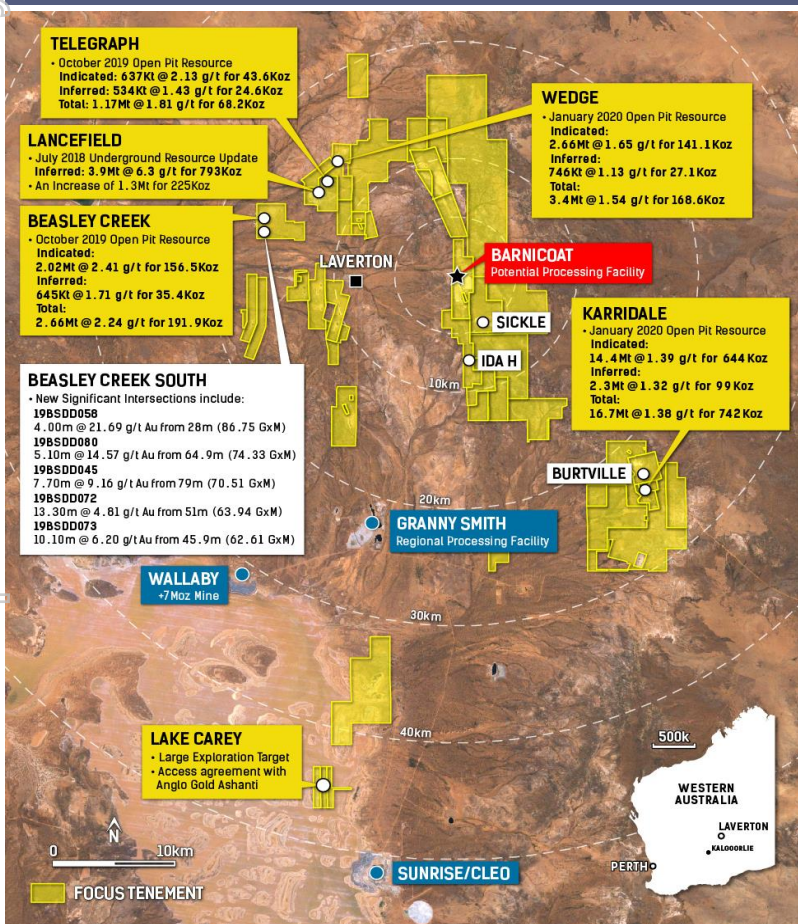 TELEGRAPH
• October 2019 Open Pit Resource
Indicated: 637Kt @ 2.13 g/t for 43.6Koz
Inferred: 534Kt @ 1.43 g/t for 24.6Koz
Total: 1.17Mt @ 1.81 g/t for 68.2Koz
LANCEFIELD
• July 2018 Underground Resource Update
Inferred: 3.9Mt @ 6.3 g/t for 793Koz
• An Increase of 1.3Mt for 225Koz
BEASLEY CREEK
• October 2019 Open Pit Resource
Indicated:
2.02Mt @ 2.41 g/t for 156.5Koz
Inferred:
645Kt @ 1.71 g/t for 35.4Koz
Total:
2.66Mt @ 2.24 g/t for 191.9Koz
BEASLEY CREEK SOUTH
• New Significant Intersections include:
19BSDD058
4.00m @ 21.69 g/t Au from 28m (86.75 GxM)
19BSDD080
5.10m @ 14.57 g/t Au from 64.9m (74.33 GxM)
19BSDD045
7.70m @ 9.16 g/t Au from 79m (70.51 GxM)
19BSDD072
13.30m @ 4.81 g/t Au from 51m (63.94 GxM)
19BSDD073
10.10m @ 6.20 g/t Au from 45.9m (62.61 GxM)
WEDGE
• January 2020 Open Pit Resource
Indicated:
2.66Mt @ 1.65 g/t for 141.1Koz
Inferred:
746Kt @ 1.13 g/t for 27.1Koz
Total:
3.4Mt @ 1.54 g/t for 168.6Koz
LAVERTON
BARNICOAT
Potential Processing Facility
SICKLE
IDA H
10km
KARRIDALE
• January 2020 Open Pit Resource
Indicated:
14.4Mt @ 1.39 g/t for 644Koz
Inferred:
2.3Mt @ 1.32 g/t for 99Koz
Total:
16.7Mt @ 1.38 g/t for 742Koz
BURTVILLE
20km
GRANNY SMITH
Regional Processing Facility
WALLABY
+7Moz Mine
30km
40km
LAKE CAREY
• Large Exploration Target
• Access agreement with
Anglo Gold Ashanti
SUNRISE/CLEO
500k
WESTERN
AUSTRALIA
LAVERTON
KALOOORLIE
PERTH
N
0 10km
FOCUS TENEMENT